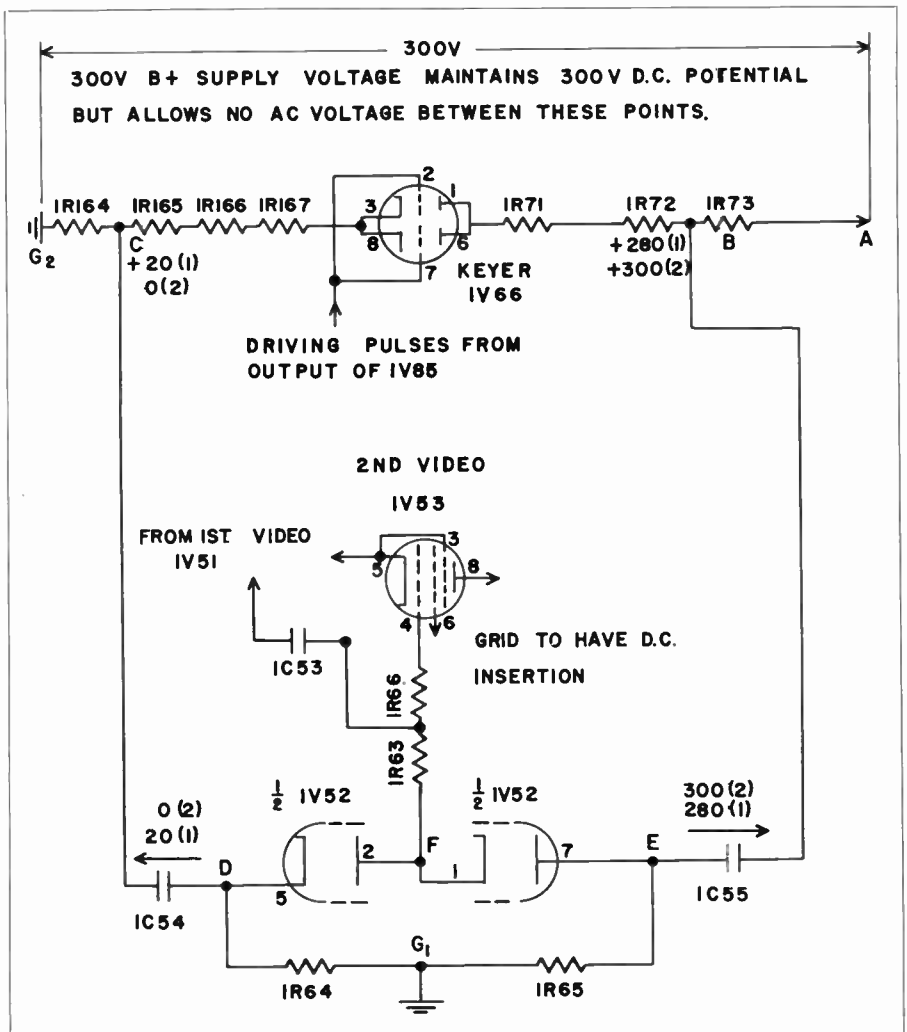 300V
300V B+ SUPPLY VOLTAGE MAINTAINS 300V D.C. POTENTIAL
BUT ALLOWS NO AC VOLTAGE BETWEEN THESE POINTS.
1R164 1R165 1R166 1R167
2
3
8
1
6
7
1R71 1R72 1R73
G2
C
+20(1)
0(2)
KEYER
1V66
+280(1)
+300(2)
B
A
DRIVING PULSES FROM
OUTPUT OF 1V85
2ND VIDEO
1V53
FROM 1ST VIDEO
1V51
3
5
8
4
6
GRID TO HAVE D.C.
INSERTION
1C53
1R66
1R63
1/2 1V52
1/2 1V52
0(2)
20(1)
300(2)
280(1)
D
5
2
F
1
7
E
1C54
1C55
G1
1R64
1R65